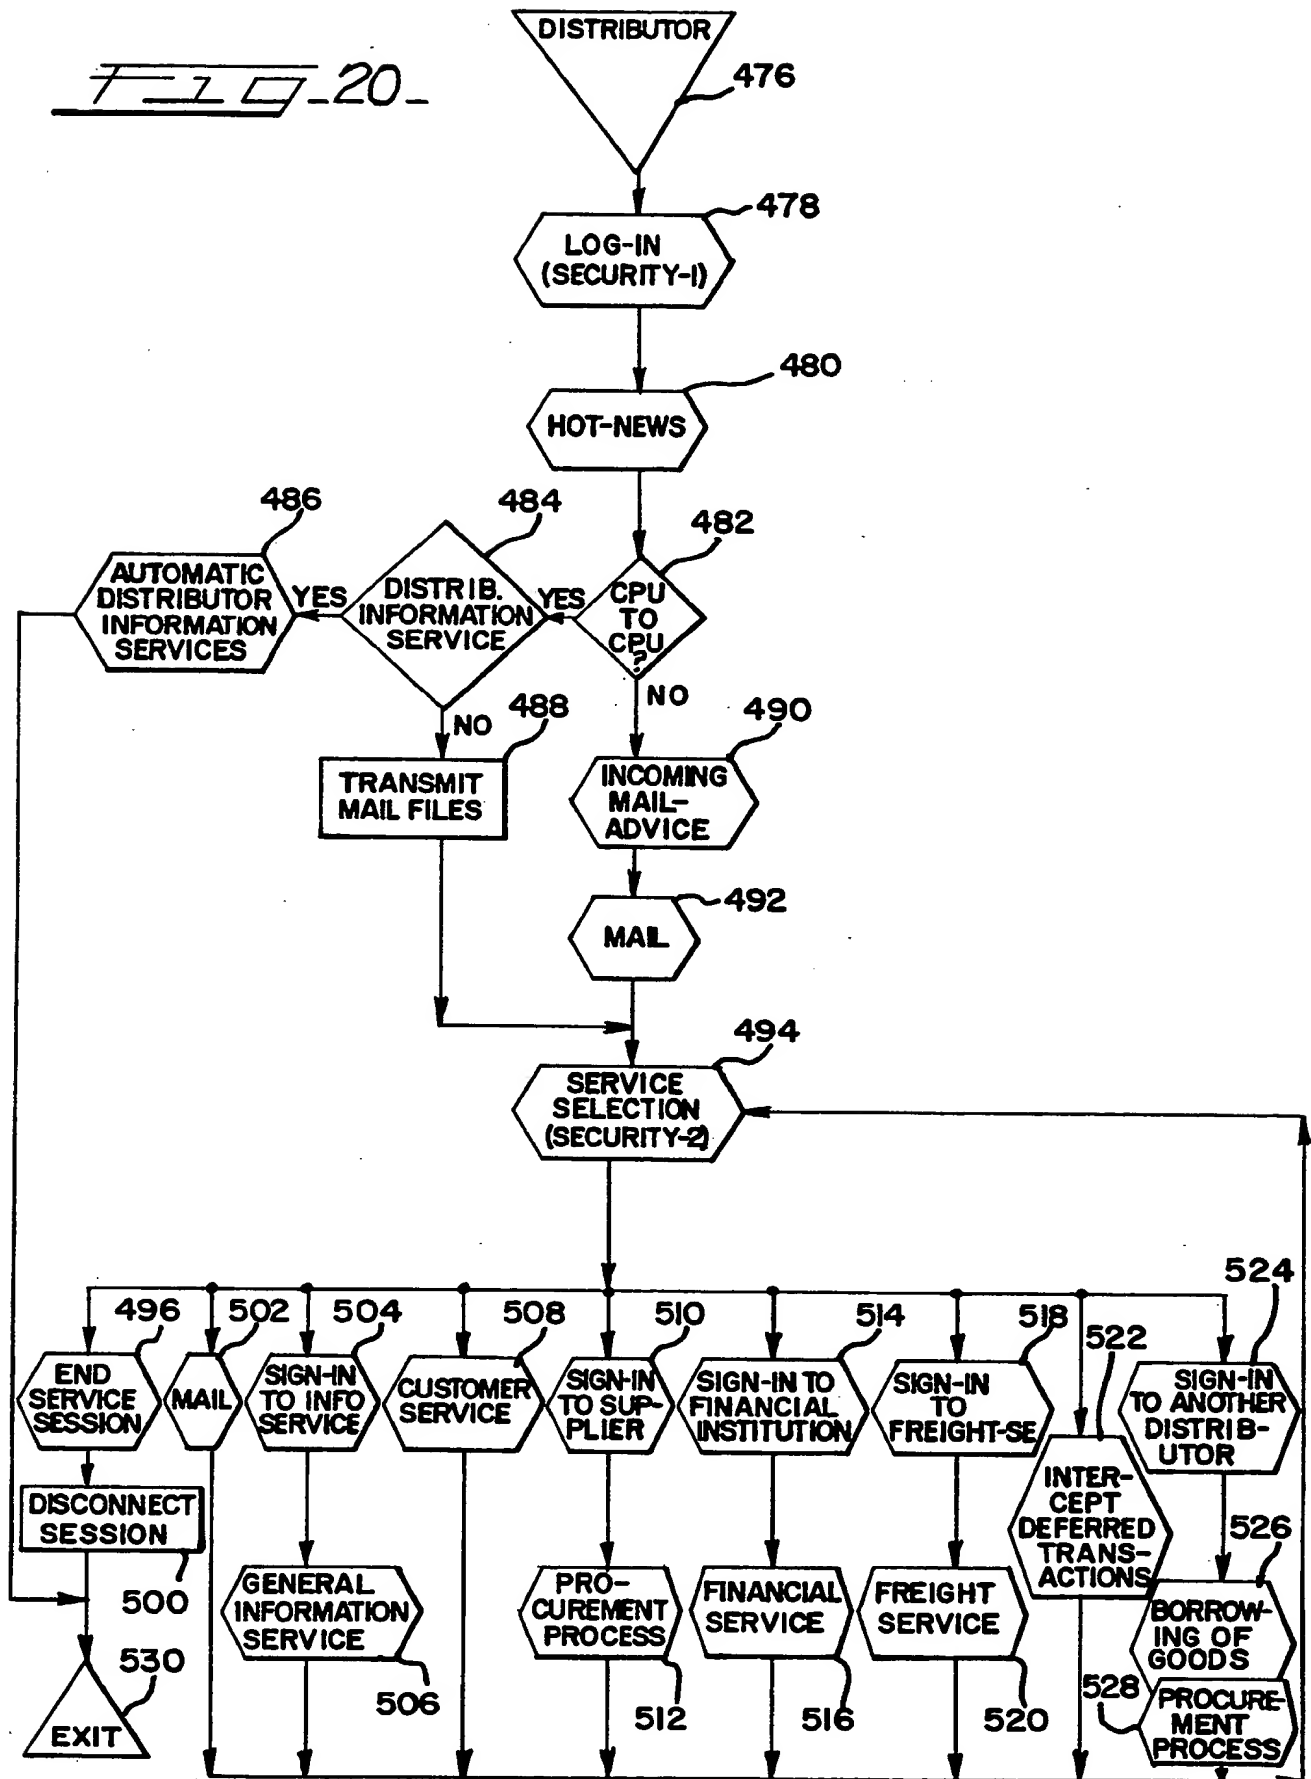 DISTRIBUTOR
Fig-20-
476
478
LOG-IN
(SECURITY-1)
480
HOT-NEWS
486
484
482
AUTOMATIC
DISTRIBUTOR
INFORMATION
SERVICES
YES
DISTRIB.
INFORMATION
SERVICE
YES
CPU
TO
CPU
?
NO
NO
488
490
TRANSMIT
MAIL FILES
INCOMING
MAIL-
ADVICE
492
MAIL
494
SERVICE
SELECTION
(SECURITY-2)
496
502
504
508
510
514
518
522
524
END
SERVICE
SESSION
MAIL
SIGN-IN
TO INFO
SERVICE
CUSTOMER
SERVICE
SIGN-IN
TO SUP-
PLIER
SIGN-IN TO
FINANCIAL
INSTITUTION
SIGN-IN
TO
FREIGHT-SE
INTER-
CEPT
DEFERRED
TRANS-
ACTIONS
SIGN-IN
TO ANOTHER
DISTRIB-
UTOR
DISCONNECT
SESSION
500
GENERAL
INFORMATION
SERVICE
506
PRO-
CUREMENT
PROCESS
512
FINANCIAL
SERVICE
516
FREIGHT
SERVICE
520
526
BORROW-
ING OF
GOODS
528
PROCURE-
MENT
PROCESS
530
EXIT